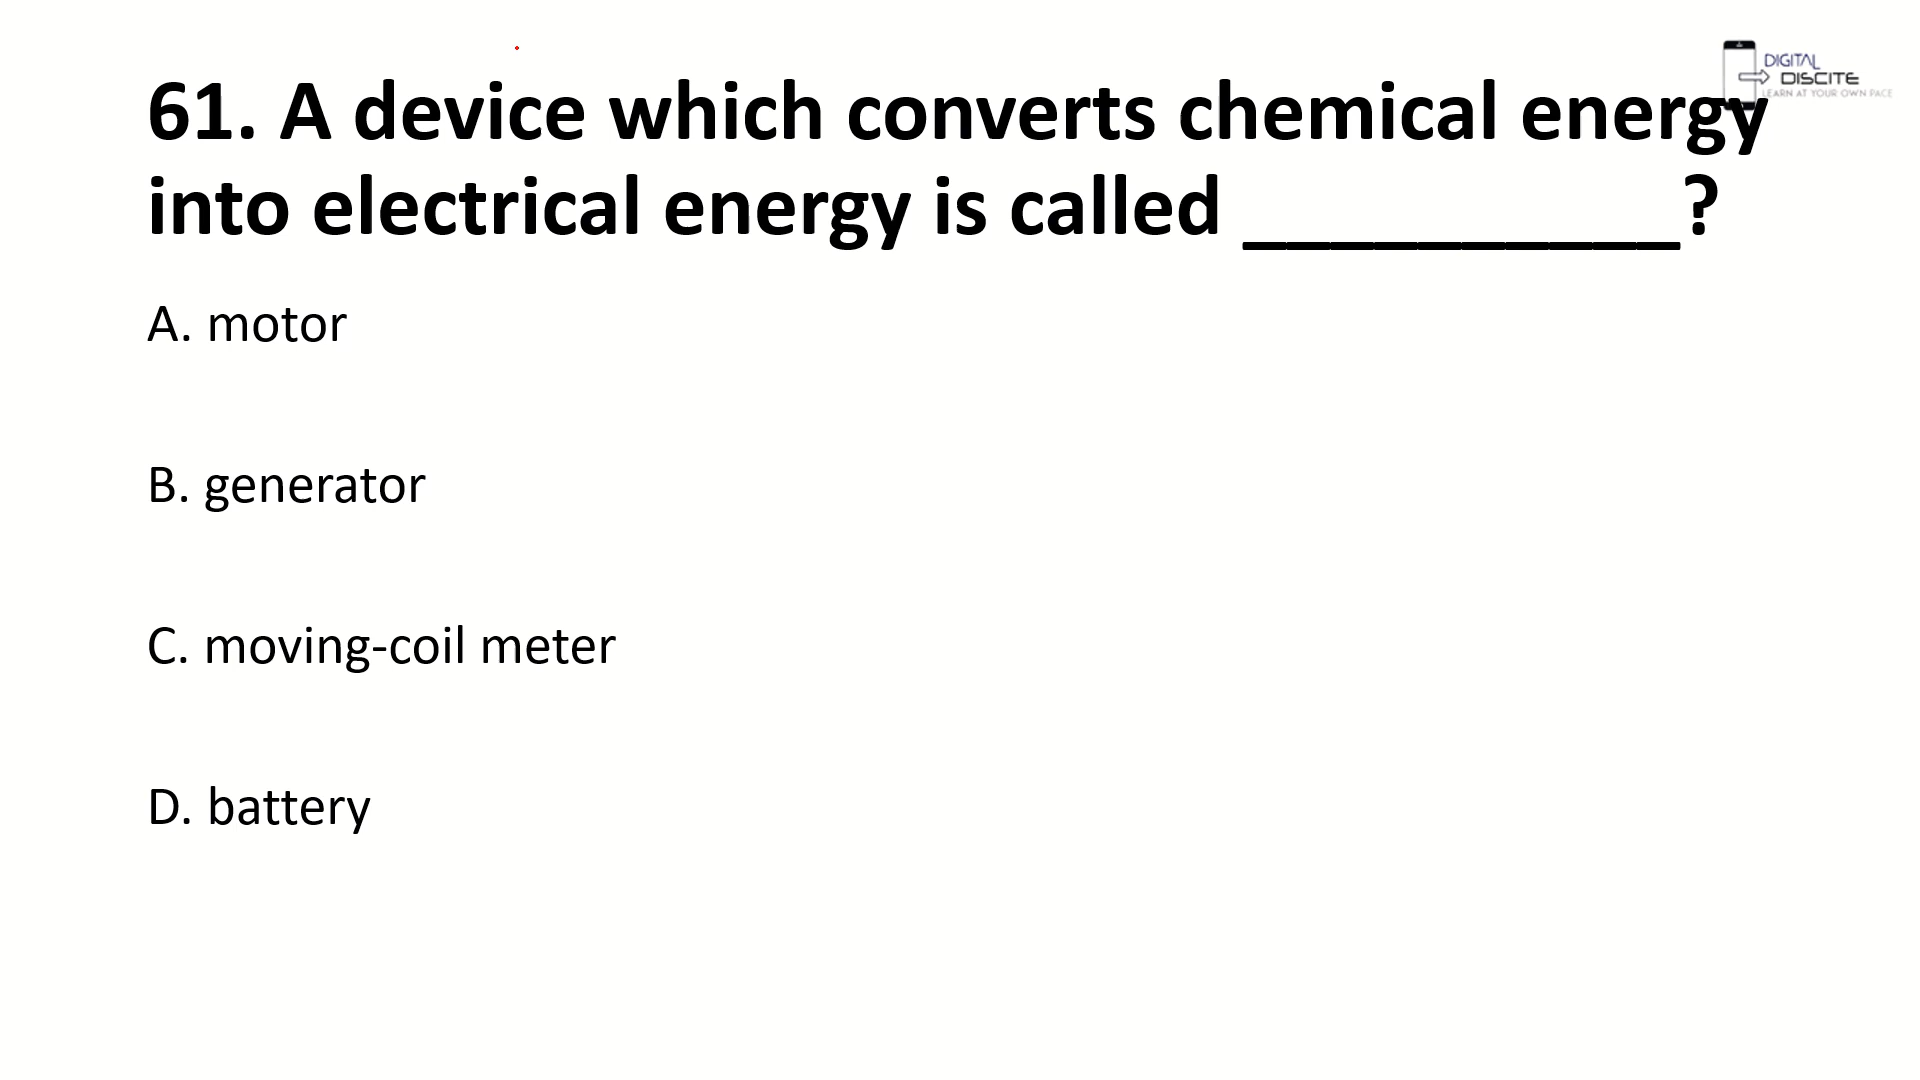 DIGITAL
DISCITE
LEARN AT YOUR OWN PACE
61. A device which converts chemical energy
into electrical energy is called __________?
A. motor
B. generator
C. moving-coil meter
D. battery